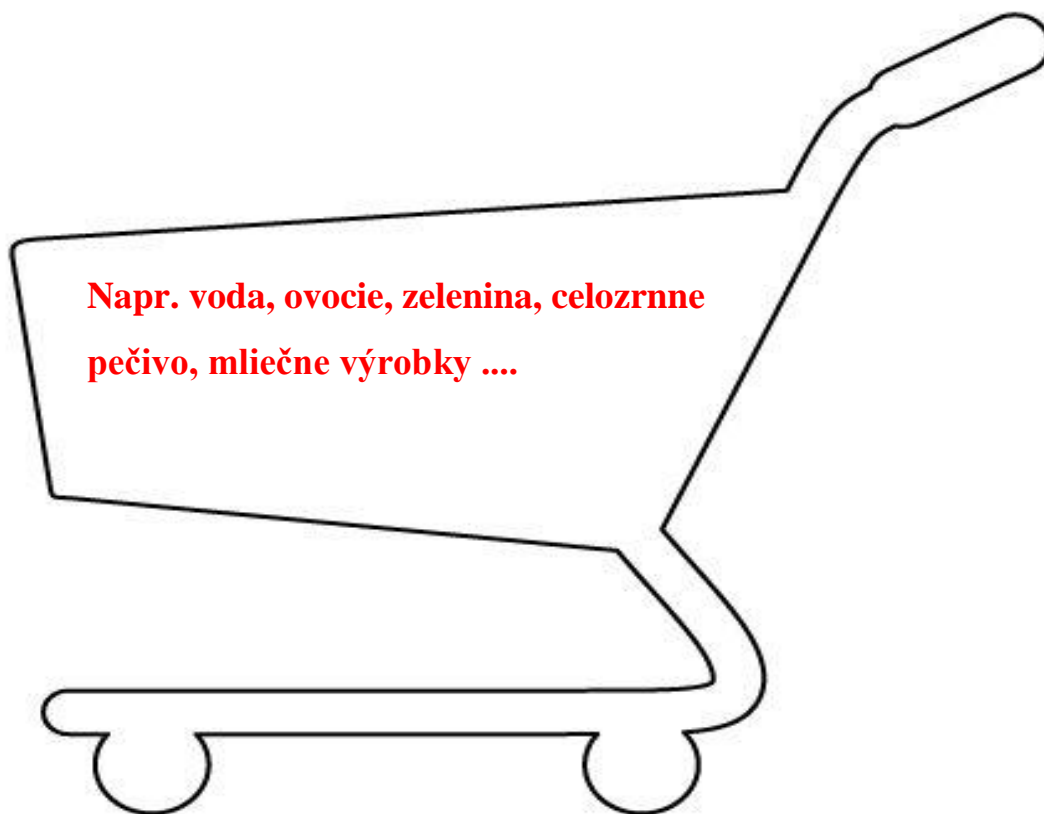 Napr. voda, ovocie, zelenina, celozrnne
pečivo, mliečne výrobky ....